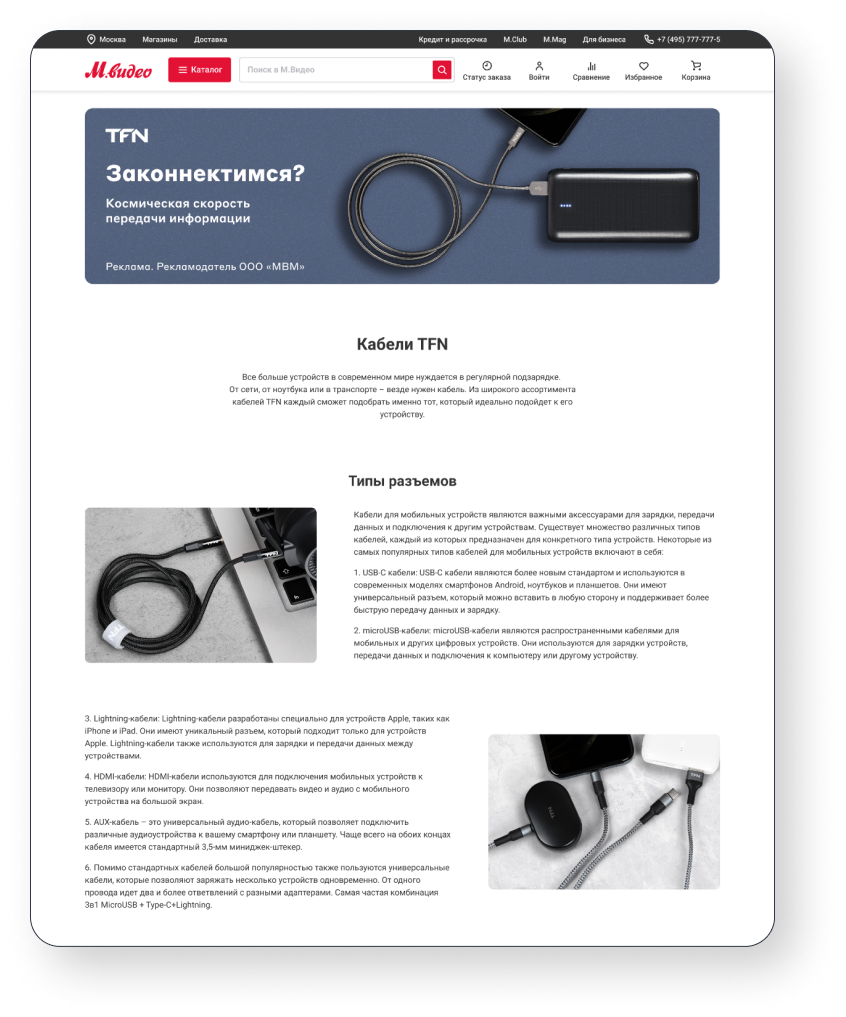 Москва Магазины Доставка Кредит и рассрочка M.Club M.Mag Для бизнеса +7 (495) 777-777-5
М.видео Каталог Поиск в М.Видео Статус заказа Войти Сравнение Избранное Корзина
TFN
Законнектимся?
Космическая скорость
передачи информации
Реклама. Рекламодатель ООО «МВМ»
Кабели TFN
Все больше устройств в современном мире нуждается в регулярной подзарядке.
От сети, от ноутбука или в транспорте – везде нужен кабель. Из широкого ассортимента
кабелей TFN каждый сможет подобрать именно тот, который идеально подойдет к его
устройству.
Типы разъемов
Кабели для мобильных устройств являются важными аксессуарами для зарядки, передачи
данных и подключения к другим устройствам. Существует множество различных типов
кабелей, каждый из которых предназначен для конкретного типа устройств. Некоторые из
самых популярных типов кабелей для мобильных устройств включают в себя:
1. USB-C кабели: USB-C кабели являются более новым стандартом и используются в
современных моделях смартфонов Android, ноутбуков и планшетов. Они имеют
универсальный разъем, который можно вставить в любую сторону и поддерживает более
быструю передачу данных и зарядку.
2. microUSB-кабели: microUSB-кабели являются распространенными кабелями для
мобильных и других цифровых устройств. Они используются для зарядки устройств,
передачи данных и подключения к компьютеру или другому устройству.
TFN
3. Lightning-кабели: Lightning-кабели разработаны специально для устройств Apple, таких как
iPhone и iPad. Они имеют уникальный разъем, который подходит только для устройств
Apple. Lightning-кабели также используются для зарядки и передачи данных между
устройствами.
4. HDMI-кабели: HDMI-кабели используются для подключения мобильных устройств к
телевизору или монитору. Они позволяют передавать видео и аудио с мобильного
устройства на большой экран.
5. AUX-кабель – это универсальный аудио-кабель, который позволяет подключить
различные аудиоустройства к вашему смартфону или планшету. Чаще всего на обоих концах
кабеля имеется стандартный 3,5-мм миниджек-штекер.
6. Помимо стандартных кабелей большой популярностью также пользуются универсальные
кабели, которые позволяют заряжать несколько устройств одновременно. От одного
провода идет два и более ответвлений с разными адаптерами. Самая частая комбинация
3в1 MicroUSB + Type-C+Lightning.
TFN
TFN